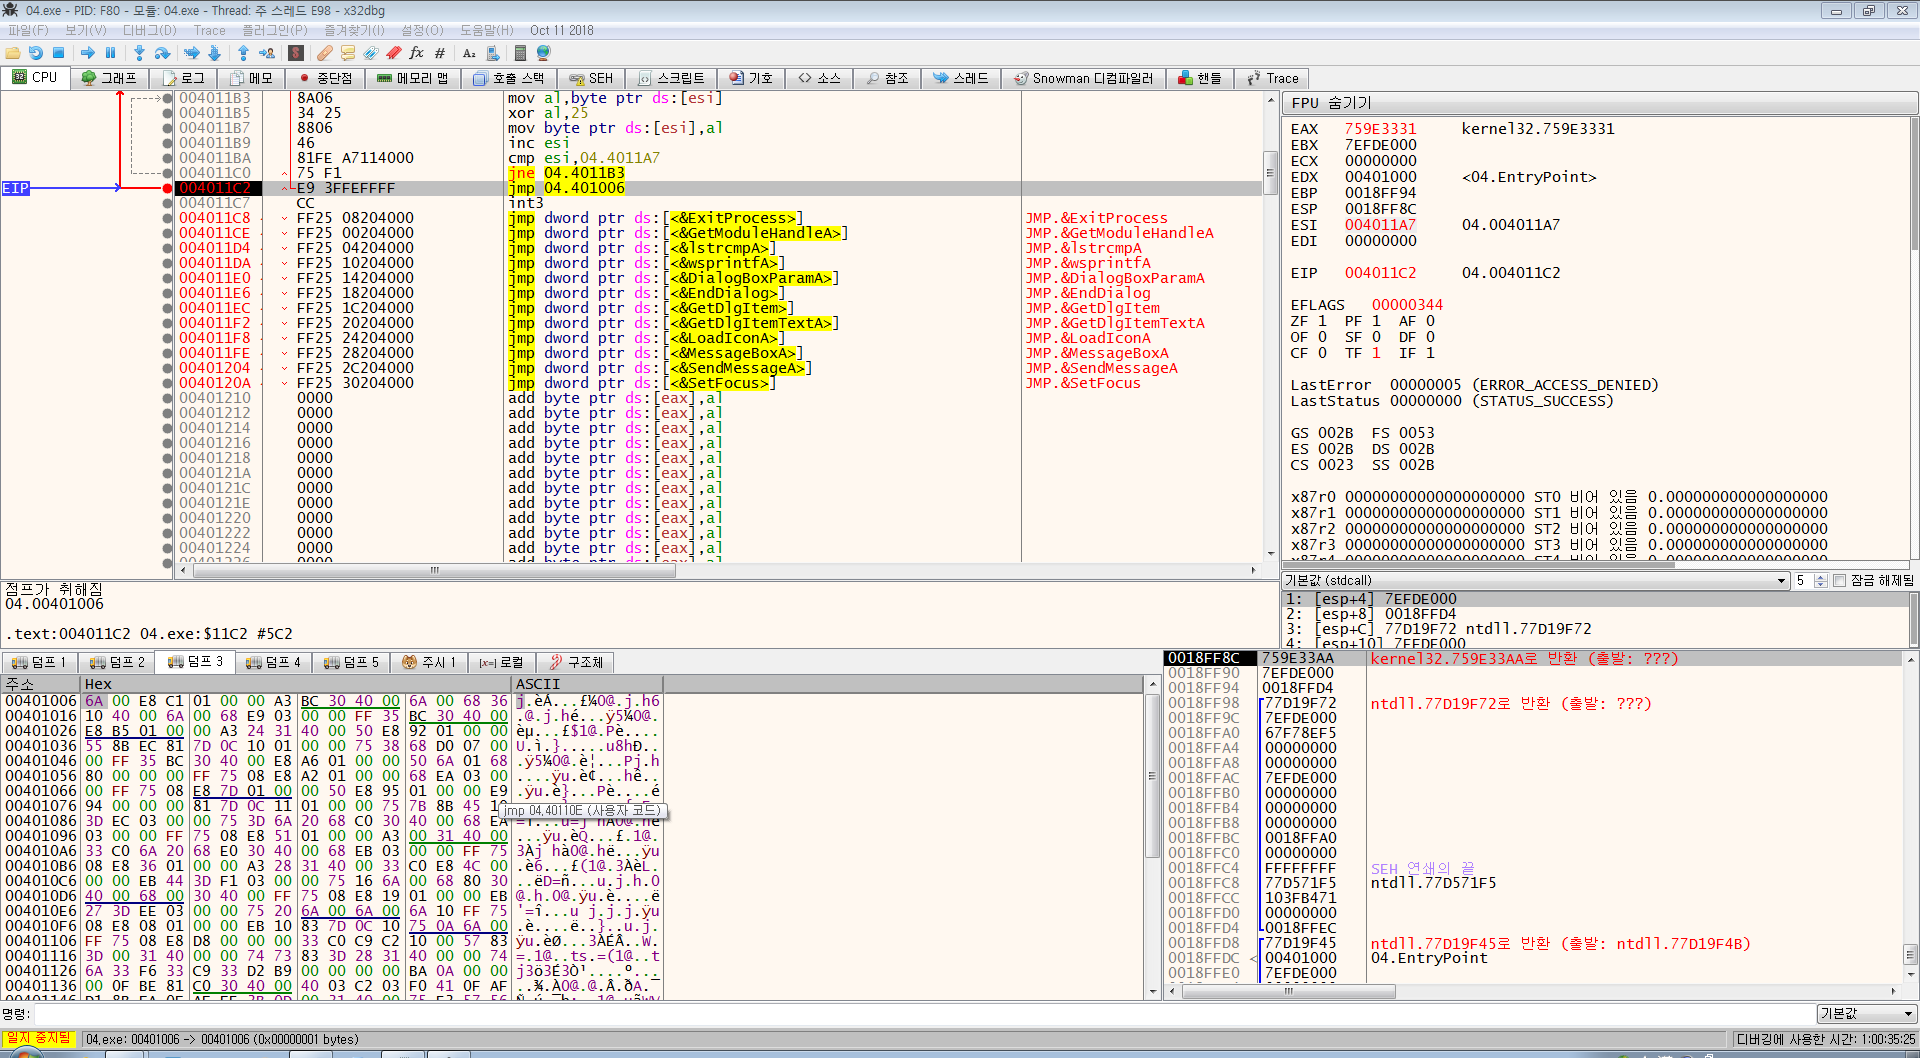 04.exe - PID: F80 - 모듈: 04.exe - Thread: 주 스레드 E98 - x32dbg
파일(F) 보기(V) 디버그(D) Trace 플러그인(P) 즐겨찾기(I) 설정(O) 도움말(H) Oct 11 2018
CPU 그래프 로그 메모 중단점 메모리 맵 호출 스택 SEH 스크립트 기호 소스 참조 스레드 Snowman 디컴파일러 핸들 Trace
004011B3 8A06 mov al,byte ptr ds:[esi]
004011B5 34 25 xor al,25
004011B7 8806 mov byte ptr ds:[esi],al
004011B9 46 inc esi
004011BA 81FE A7114000 cmp esi,04.4011A7
004011C0 75 F1 jne 04.4011B3
EIP 004011C2 E9 3FFEFFFF jmp 04.401006
004011C7 CC int3
004011C8 FF25 08204000 jmp dword ptr ds:[<&ExitProcess>] JMP.&ExitProcess
004011CE FF25 00204000 jmp dword ptr ds:[<&GetModuleHandleA>] JMP.&GetModuleHandleA
004011D4 FF25 04204000 jmp dword ptr ds:[<&lstrcmpA>] JMP.&lstrcmpA
004011DA FF25 10204000 jmp dword ptr ds:[<&wsprintfA>] JMP.&wsprintfA
004011E0 FF25 14204000 jmp dword ptr ds:[<&DialogBoxParamA>] JMP.&DialogBoxParamA
004011E6 FF25 18204000 jmp dword ptr ds:[<&EndDialog>] JMP.&EndDialog
004011EC FF25 1C204000 jmp dword ptr ds:[<&GetDlgItem>] JMP.&GetDlgItem
004011F2 FF25 20204000 jmp dword ptr ds:[<&GetDlgItemTextA>] JMP.&GetDlgItemTextA
004011F8 FF25 24204000 jmp dword ptr ds:[<&LoadIconA>] JMP.&LoadIconA
004011FE FF25 28204000 jmp dword ptr ds:[<&MessageBoxA>] JMP.&MessageBoxA
00401204 FF25 2C204000 jmp dword ptr ds:[<&SendMessageA>] JMP.&SendMessageA
0040120A FF25 30204000 jmp dword ptr ds:[<&SetFocus>] JMP.&SetFocus
00401210 0000 add byte ptr ds:[eax],al
00401212 0000 add byte ptr ds:[eax],al
00401214 0000 add byte ptr ds:[eax],al
00401216 0000 add byte ptr ds:[eax],al
00401218 0000 add byte ptr ds:[eax],al
0040121A 0000 add byte ptr ds:[eax],al
0040121C 0000 add byte ptr ds:[eax],al
0040121E 0000 add byte ptr ds:[eax],al
00401220 0000 add byte ptr ds:[eax],al
00401222 0000 add byte ptr ds:[eax],al
00401224 0000 add byte ptr ds:[eax],al
FPU 숨기기
EAX 759E3331 kernel32.759E3331
EBX 7EFDE000
ECX 00000000
EDX 00401000 <04.EntryPoint>
EBP 0018FF94
ESP 0018FF8C
ESI 004011A7 04.004011A7
EDI 00000000
EIP 004011C2 04.004011C2
EFLAGS 00000344
ZF 1 PF 1 AF 0
OF 0 SF 0 DF 0
CF 0 TF 1 IF 1
LastError 00000005 (ERROR_ACCESS_DENIED)
LastStatus 00000000 (STATUS_SUCCESS)
GS 002B FS 0053
ES 002B DS 002B
CS 0023 SS 002B
x87r0 00000000000000000000 ST0 비어 있음 0.000000000000000000
x87r1 00000000000000000000 ST1 비어 있음 0.000000000000000000
x87r2 00000000000000000000 ST2 비어 있음 0.000000000000000000
x87r3 00000000000000000000 ST3 비어 있음 0.000000000000000000
점프가 취해짐
04.00401006
.text:004011C2 04.exe:$11C2 #5C2
기본값 (stdcall) 5 잠금 해제됨
1: [esp+4] 7EFDE000
2: [esp+8] 0018FFD4
3: [esp+C] 77D19F72 ntdll.77D19F72
4: [esp+10] 7EFDE000
덤프 1 덤프 2 덤프 3 덤프 4 덤프 5 주시 1 [x=] 로컬 구조체
주소 Hex ASCII
00401006 6A 00 E8 C1 01 00 00 A3 BC 30 40 00 6A 00 68 36 j.èÁ...£¼0@.j.h6
00401016 10 40 00 6A 00 68 E9 03 00 00 FF 35 BC 30 40 00 .@.j.hé...ÿ5¼0@.
00401026 E8 B5 01 00 00 A3 24 31 40 00 50 E8 92 01 00 00 èµ...£$1@.Pè....
00401036 55 8B EC 81 7D 0C 10 01 00 00 75 38 68 D0 07 00 U.ì.}.....u8hÐ..
00401046 00 FF 35 BC 30 40 00 E8 A6 01 00 00 50 6A 01 68 .ÿ5¼0@.è¦...Pj.h
00401056 80 00 00 00 FF 75 08 E8 A2 01 00 00 68 EA 03 00 ....ÿu.è¢...hê..
00401066 00 FF 75 08 E8 7D 01 00 00 50 E8 95 01 00 00 E9 .ÿu.è}...Pè....é
00401076 94 00 00 00 81 7D 0C 11 01 00 00 75 7B 8B 45 10
jmp 04.40110E (사용자 코드)
00401086 3D EC 03 00 00 75 3D 6A 20 68 C0 30 40 00 68 EA =ì...u=j hÀ0@.hê
00401096 03 00 00 FF 75 08 E8 51 01 00 00 A3 00 31 40 00 ...ÿu.èQ...£.1@.
004010A6 33 C0 6A 20 68 E0 30 40 00 68 EB 03 00 00 FF 75 3Àj hà0@.hë...ÿu
004010B6 08 E8 36 01 00 00 A3 28 31 40 00 33 C0 E8 4C 00 .è6...£(1@.3ÀèL.
004010C6 00 00 EB 44 3D F1 03 00 00 75 16 6A 00 68 80 30 ..ëD=ñ...u.j.h.0
004010D6 40 00 68 00 30 40 00 FF 75 08 E8 19 01 00 00 EB @.h.0@.ÿu.è....ë
004010E6 27 3D EE 03 00 00 75 20 6A 00 6A 00 6A 10 FF 75 '=î...u j.j.j.ÿu
004010F6 08 E8 08 01 00 00 EB 10 83 7D 0C 10 75 0A 6A 00 .è....ë..}..u.j.
00401106 FF 75 08 E8 D8 00 00 00 33 C0 C9 C2 10 00 57 83 ÿu.èØ...3ÀÉÂ..W.
00401116 3D 00 31 40 00 00 74 73 83 3D 28 31 40 00 00 74 =.1@..ts.=(1@..t
00401126 6A 33 F6 33 C9 33 D2 B9 00 00 00 00 BA 0A 00 00 j3ö3É3Ò¹....º...
00401136 00 0F BE 81 C0 30 40 00 40 03 C2 03 F0 41 0F AF ..¾.À0@.@.Â.ðA.¯
0018FF8C 759E33AA kernel32.759E33AA로 반환 (출발: ???)
0018FF90 7EFDE000
0018FF94 0018FFD4
0018FF98 77D19F72 ntdll.77D19F72로 반환 (출발: ???)
0018FF9C 7EFDE000
0018FFA0 67F78EF5
0018FFA4 00000000
0018FFA8 00000000
0018FFAC 7EFDE000
0018FFB0 00000000
0018FFB4 00000000
0018FFB8 00000000
0018FFBC 0018FFA0
0018FFC0 00000000
0018FFC4 FFFFFFFF SEH 연쇄의 끝
0018FFC8 77D571F5 ntdll.77D571F5
0018FFCC 103FB471
0018FFD0 00000000
0018FFD4 0018FFEC
0018FFD8 77D19F45 ntdll.77D19F45로 반환 (출발: ntdll.77D19F4B)
0018FFDC 00401000 04.EntryPoint
0018FFE0 7EFDE000
명령: 기본값
일지 중지됨 04.exe: 00401006 -> 00401006 (0x00000001 bytes) 디버깅에 사용한 시간: 1:00:35:25